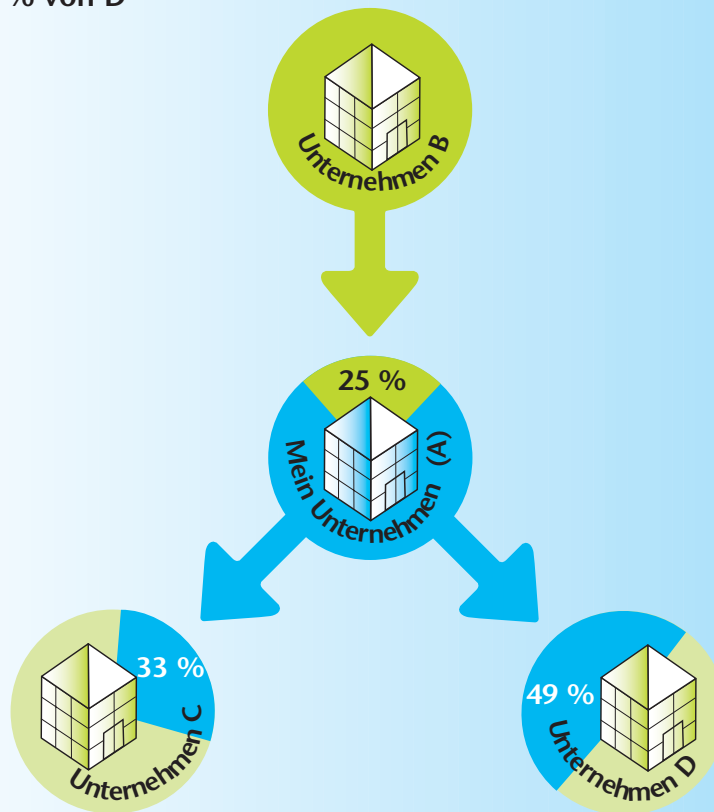 % von D
Unternehmen B
25 %
Mein Unternehmen (A)
33 %
Unternehmen C
49 %
Unternehmen D